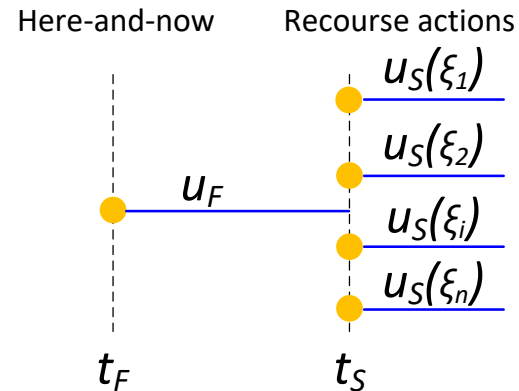 Here-and-now
Recourse actions
u_S(ξ_1)
u_S(ξ_2)
u_F
u_S(ξ_i)
u_S(ξ_n)
t_F
t_S